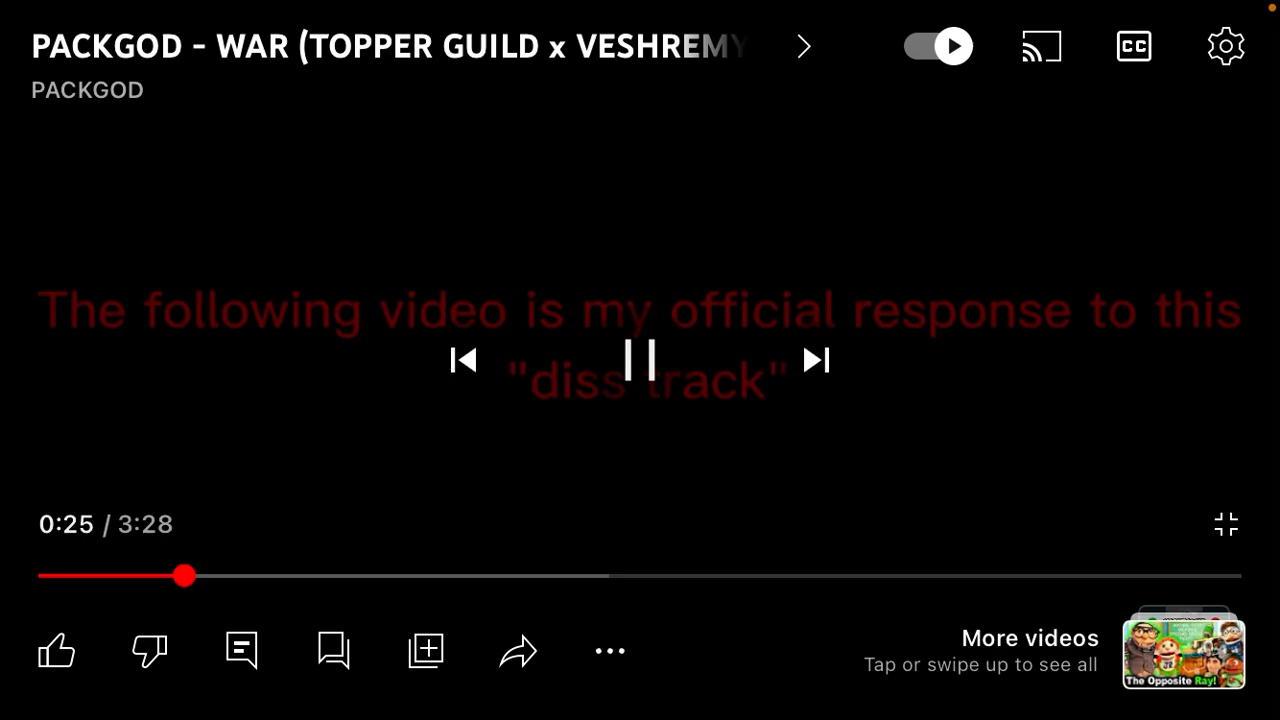 PACKGOD - WAR (TOPPER GUILD x VESHREMY
PACKGOD
CC
The following video is my official response to this
"diss track"
0:25 / 3:28
More videos
Tap or swipe up to see all
The Opposite Ray!